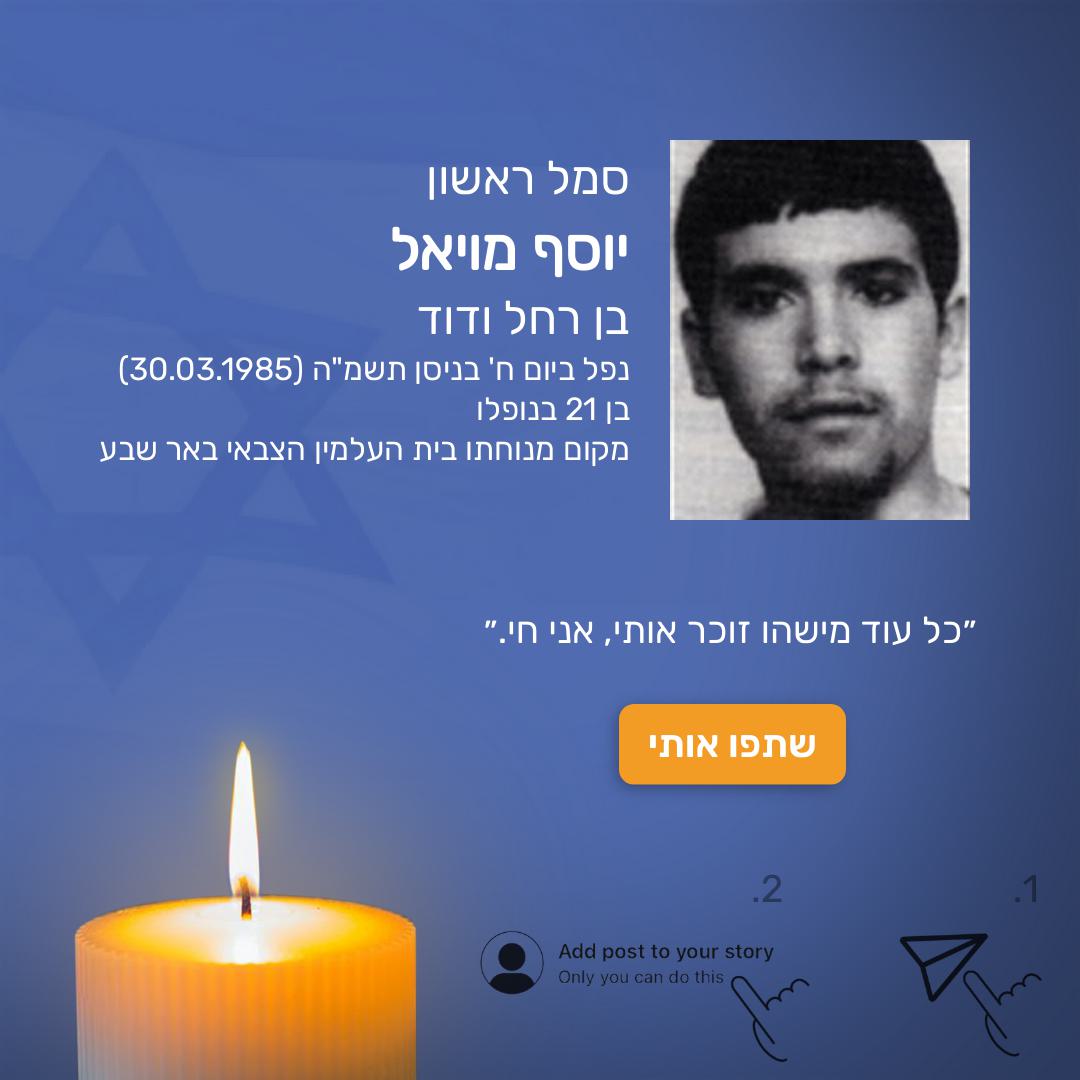 סמל ראשון
יוסף מויאל
בן רחל ודוד
נפל ביום ח' בניסן תשמ"ה (30.03.1985)
בן 21 בנופלו
מקום מנוחתו בית העלמין הצבאי באר שבע
״כל עוד מישהו זוכר אותי, אני חי.״
שתפו אותי
1.
2.
Add post to your story
Only you can do this